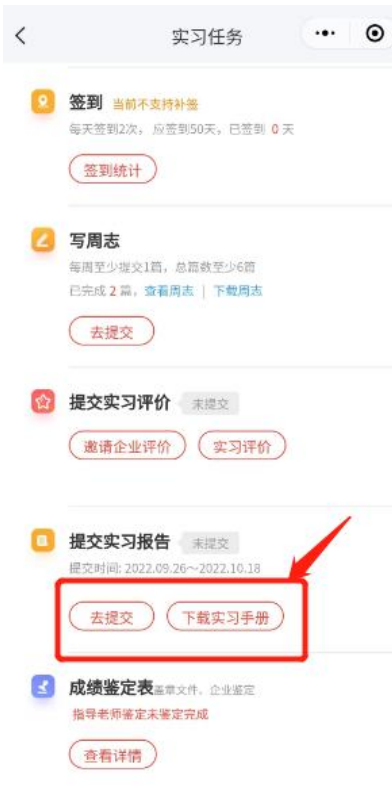 实习任务
签到 当前不支持补签
每天签到2次， 应签到50天，已签到 0 天
签到统计
写周志
每周至少提交1篇，总篇数至少6篇
已完成 2 篇，查看周志 | 下载周志
去提交
提交实习评价 未提交
邀请企业评价 实习评价
提交实习报告 未提交
提交时间: 2022.09.26～2022.10.18
去提交 下载实习手册
成绩鉴定表盖章文件，企业鉴定
指导老师鉴定未鉴定完成
查看详情